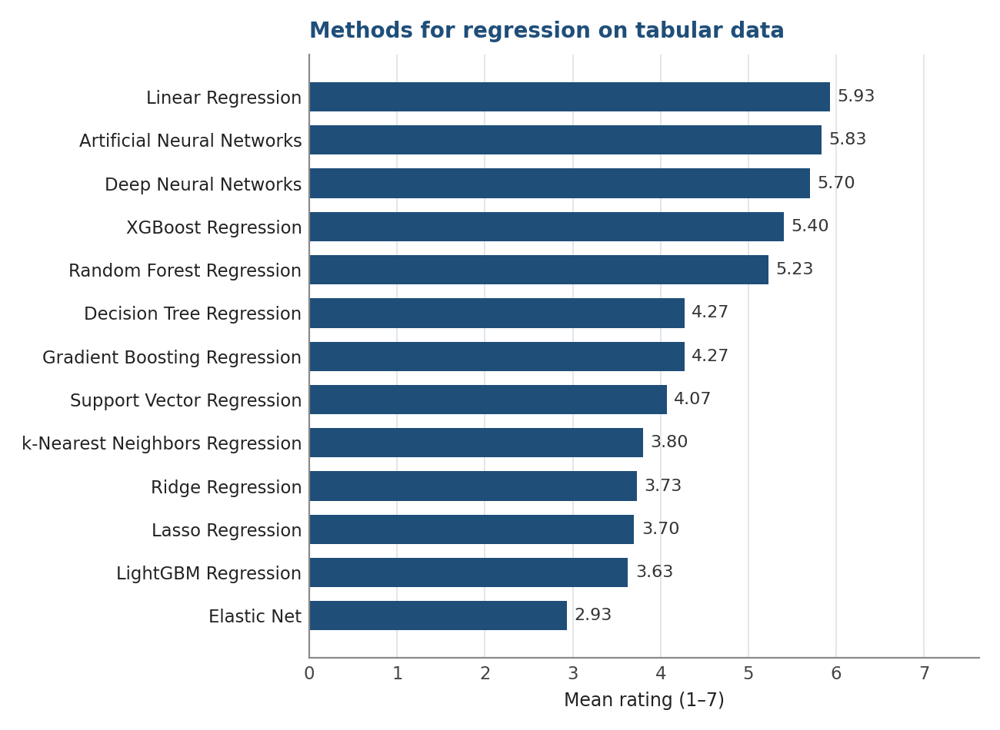 Methods for regression on tabular data
Linear Regression 5.93
Artificial Neural Networks 5.83
Deep Neural Networks 5.70
XGBoost Regression 5.40
Random Forest Regression 5.23
Decision Tree Regression 4.27
Gradient Boosting Regression 4.27
Support Vector Regression 4.07
k-Nearest Neighbors Regression 3.80
Ridge Regression 3.73
Lasso Regression 3.70
LightGBM Regression 3.63
Elastic Net 2.93
0 1 2 3 4 5 6 7
Mean rating (1–7)